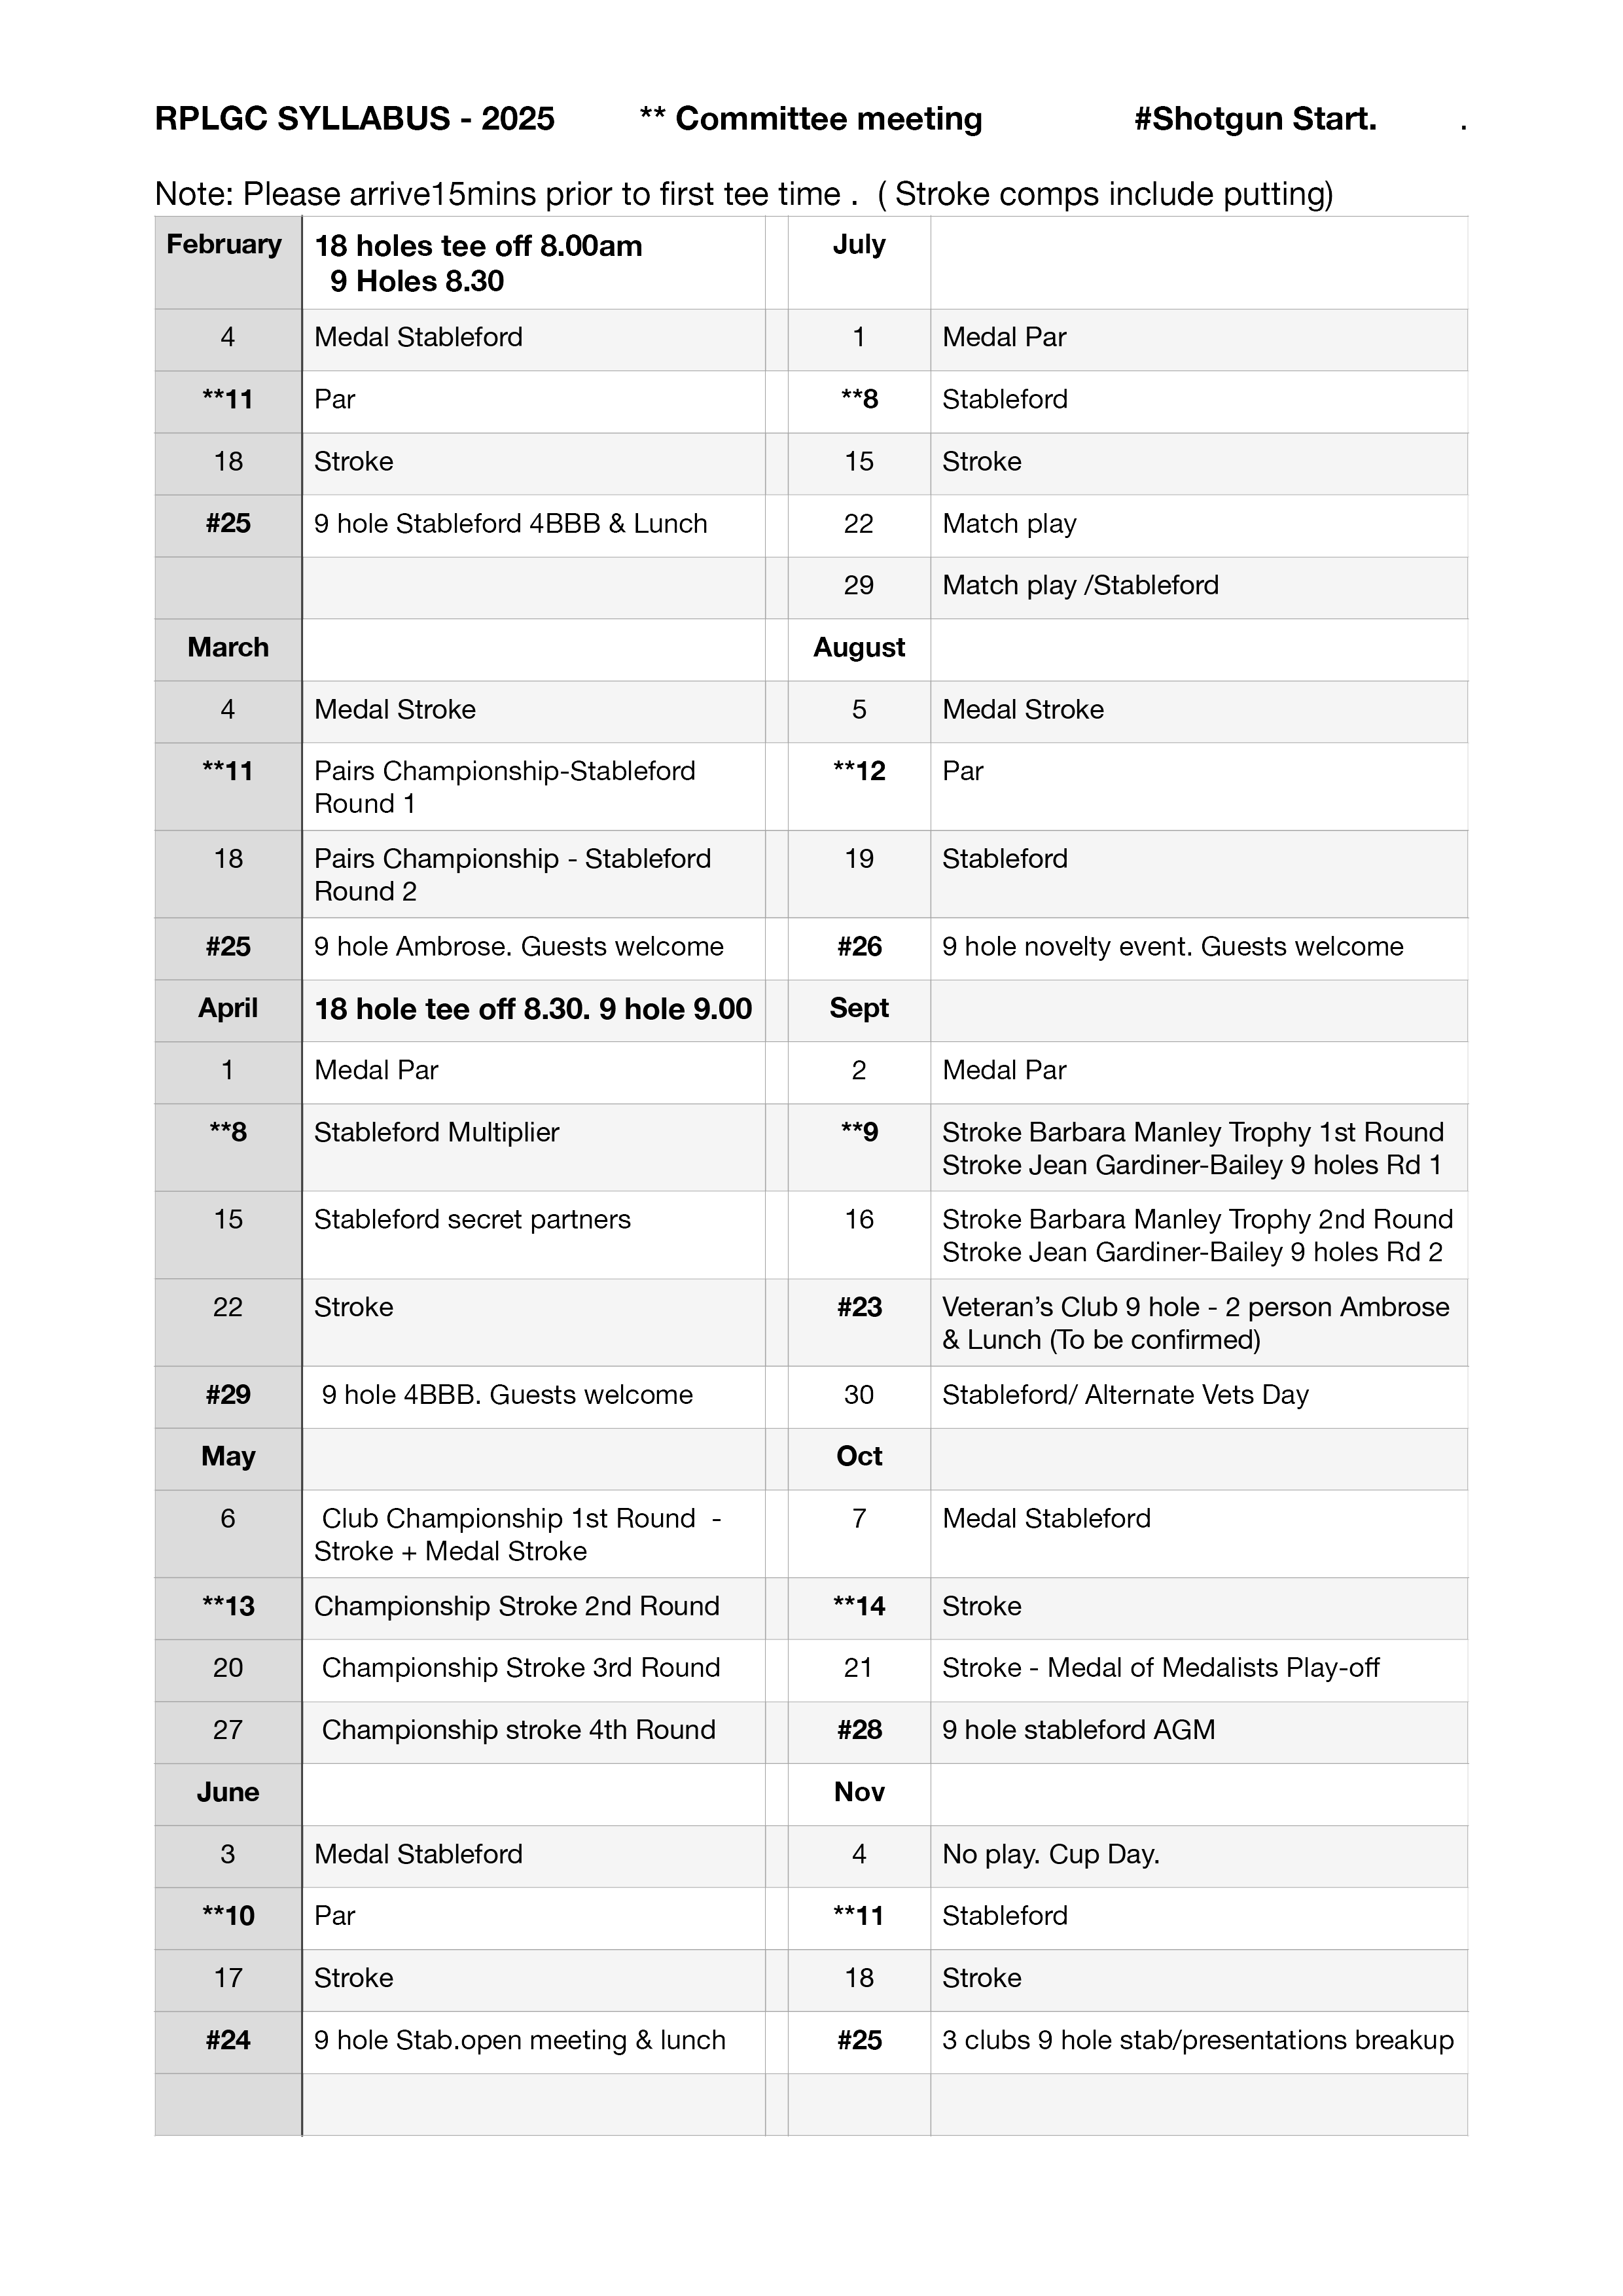 RPLGC SYLLABUS - 2025 ** Committee meeting #Shotgun Start. .
Note: Please arrive15mins prior to first tee time . ( Stroke comps include putting)
February 18 holes tee off 8.00am July
9 Holes 8.30
4 Medal Stableford 1 Medal Par
**11 Par **8 Stableford
18 Stroke 15 Stroke
#25 9 hole Stableford 4BBB & Lunch 22 Match play
29 Match play /Stableford
March August
4 Medal Stroke 5 Medal Stroke
**11 Pairs Championship-Stableford **12 Par
Round 1
18 Pairs Championship - Stableford 19 Stableford
Round 2
#25 9 hole Ambrose. Guests welcome #26 9 hole novelty event. Guests welcome
April 18 hole tee off 8.30. 9 hole 9.00 Sept
1 Medal Par 2 Medal Par
**8 Stableford Multiplier **9 Stroke Barbara Manley Trophy 1st Round
Stroke Jean Gardiner-Bailey 9 holes Rd 1
15 Stableford secret partners 16 Stroke Barbara Manley Trophy 2nd Round
Stroke Jean Gardiner-Bailey 9 holes Rd 2
22 Stroke #23 Veteran’s Club 9 hole - 2 person Ambrose
& Lunch (To be confirmed)
#29 9 hole 4BBB. Guests welcome 30 Stableford/ Alternate Vets Day
May Oct
6 Club Championship 1st Round - 7 Medal Stableford
Stroke + Medal Stroke
**13 Championship Stroke 2nd Round **14 Stroke
20 Championship Stroke 3rd Round 21 Stroke - Medal of Medalists Play-off
27 Championship stroke 4th Round #28 9 hole stableford AGM
June Nov
3 Medal Stableford 4 No play. Cup Day.
**10 Par **11 Stableford
17 Stroke 18 Stroke
#24 9 hole Stab.open meeting & lunch #25 3 clubs 9 hole stab/presentations breakup